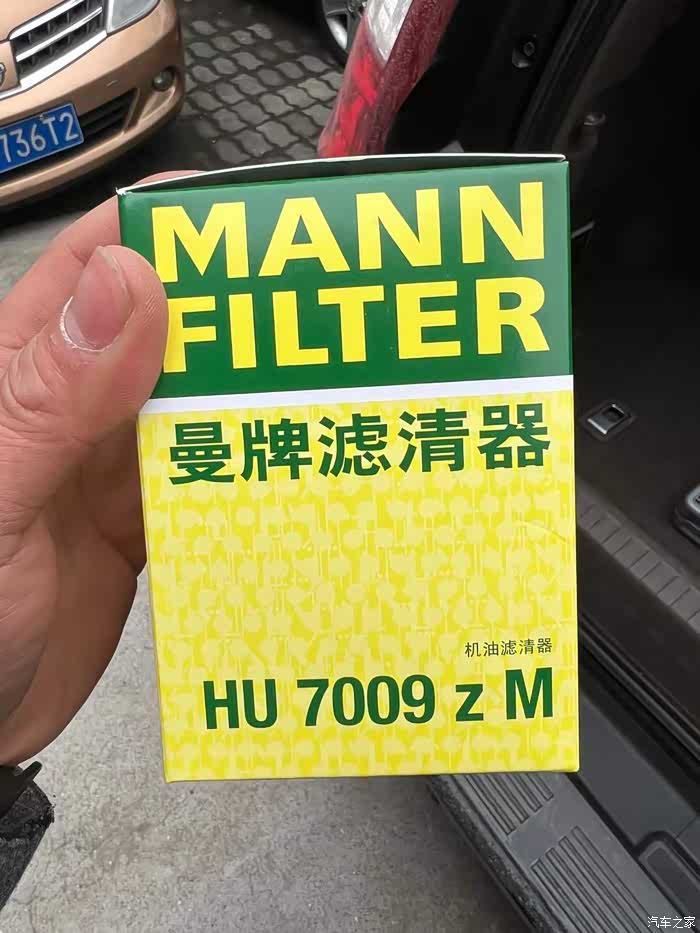 736T2
MANN
FILTER
曼牌滤清器
机油滤清器
HU 7009 z M
汽车之家